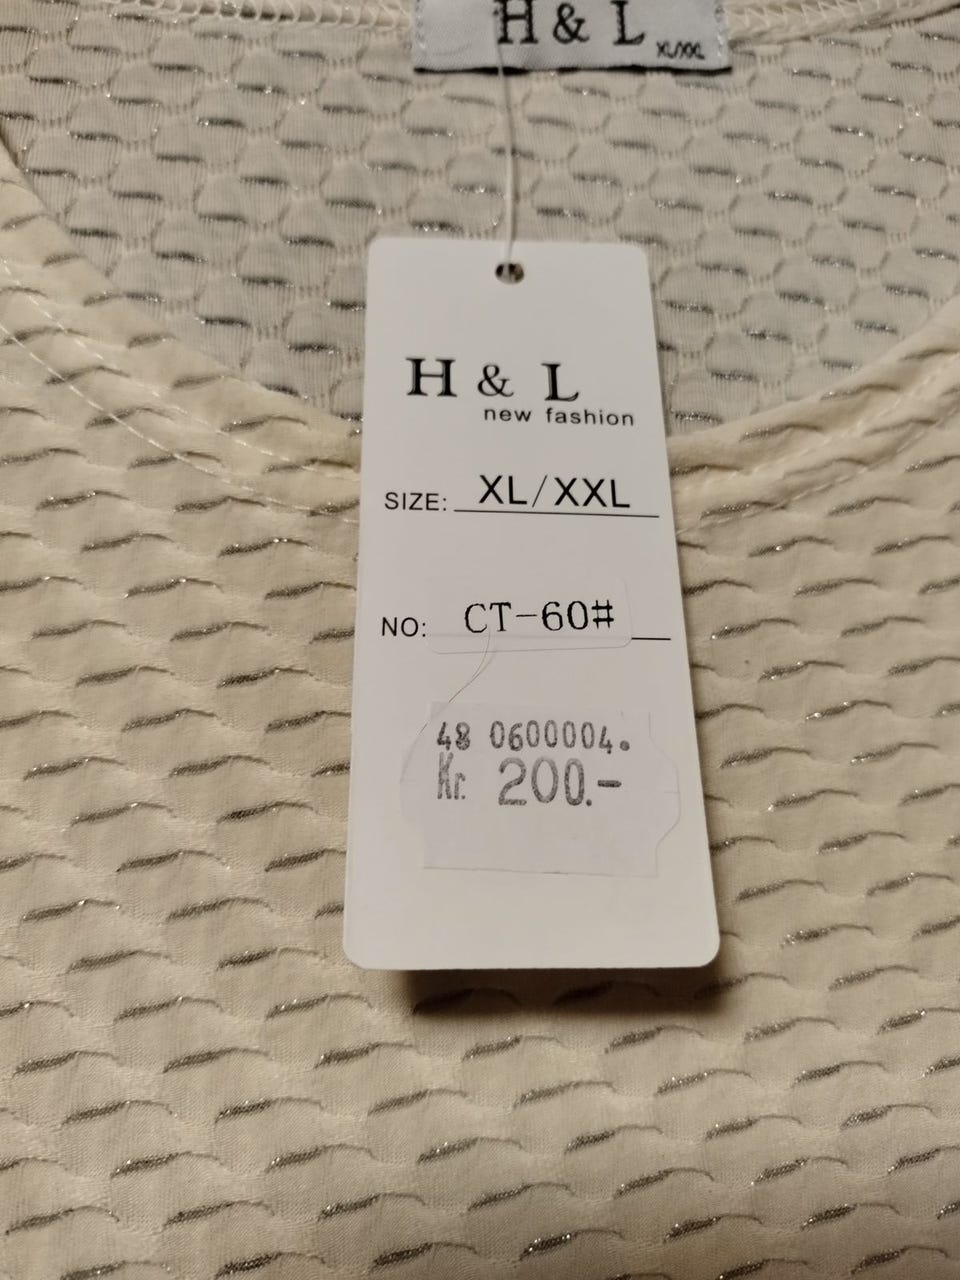 H & L
XL/XXL
H & L
new fashion
SIZE: XL/XXL
NO: CT-60#
48 0600004.
Kr. 200.-